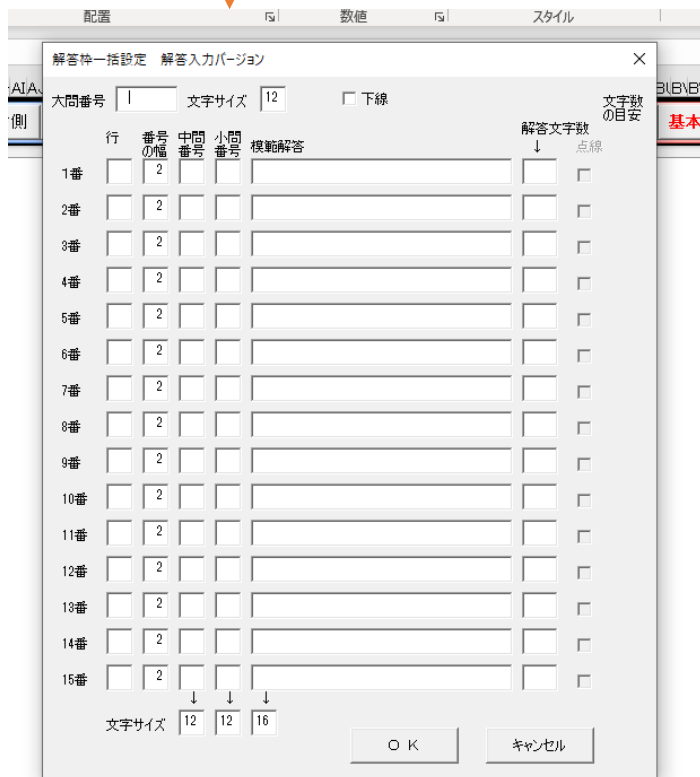 配置 数値 スタイル
解答枠一括設定 解答入力バージョン
大問番号 文字サイズ 12 下線 文字数
の目安
側 基本
行 番号の幅 中問番号 小問番号 模範解答 解答文字数
↓ 点線
1番 2
2番 2
3番 2
4番 2
5番 2
6番 2
7番 2
8番 2
9番 2
10番 2
11番 2
12番 2
13番 2
14番 2
15番 2
↓ ↓ ↓
文字サイズ 12 12 16
OK キャンセル